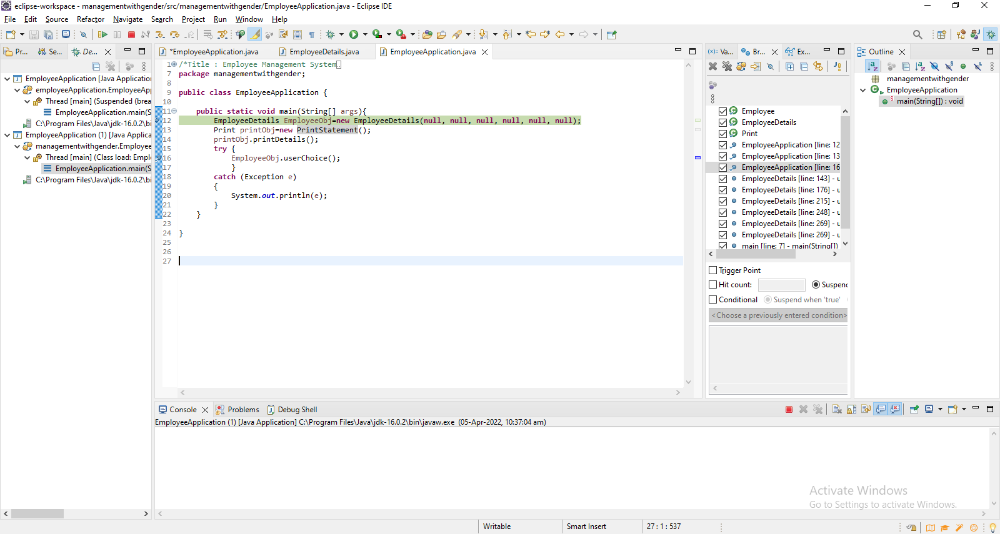 eclipse-workspace - managementwithgender/src/managementwithgender/EmployeeApplication.java - Eclipse IDE
File Edit Source Refactor Navigate Search Project Run Window Help
Pr... Se... De...
EmployeeApplication [Java Application
employeeApplication.EmployeeApp
Thread [main] (Suspended (brea
EmployeeApplication.main(S
C:\Program Files\Java\jdk-16.0.2\bi
EmployeeApplication (1) [Java Applica
managementwithgender.Employee
Thread [main] (Class load: Empl
EmployeeApplication.main(S
C:\Program Files\Java\jdk-16.0.2\bi
*EmployeeApplication.java EmployeeDetails.java EmployeeApplication.java
1 /*Title : Employee Management System
7 package managementwithgender;
8
9 public class EmployeeApplication {
10
11 public static void main(String[] args){
12 EmployeeDetails EmployeeObj=new EmployeeDetails(null, null, null, null, null, null);
13 Print printObj=new PrintStatement();
14 printObj.printDetails();
15 try {
16 EmployeeObj.userChoice();
17 }
18 catch (Exception e)
19 {
20 System.out.println(e);
21 }
22 }
23
24 }
25
26
27
(x)= Va... Br... Ex...
Employee
EmployeeDetails
Print
EmployeeApplication [line: 12
EmployeeApplication [line: 13
EmployeeApplication [line: 16
EmployeeDetails [line: 143] - u
EmployeeDetails [line: 176] - u
EmployeeDetails [line: 215] - u
EmployeeDetails [line: 248] - u
EmployeeDetails [line: 269] - u
EmployeeDetails [line: 269] - u
main [line: 7] - main(String[])
Trigger Point
Hit count: Suspend
Conditional Suspend when 'true'
<Choose a previously entered condition>
Outline
managementwithgender
EmployeeApplication
main(String[]) : void
Console Problems Debug Shell
EmployeeApplication (1) [Java Application] C:\Program Files\Java\jdk-16.0.2\bin\javaw.exe (05-Apr-2022, 10:37:04 am)
Activate Windows
Go to Settings to activate Windows.
Writable Smart Insert 27 : 1 : 537